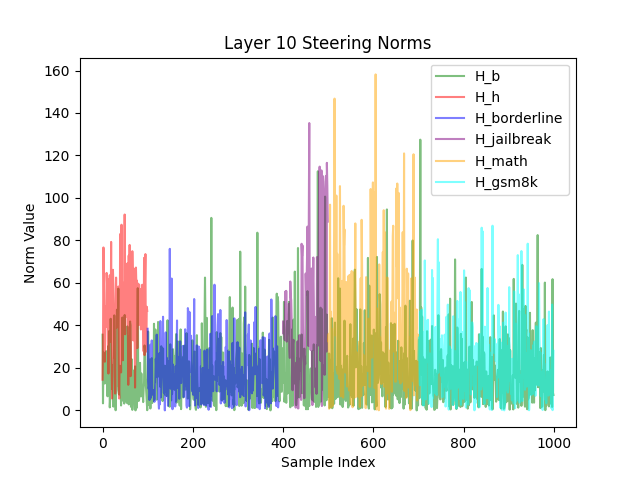 Layer 10 Steering Norms
160
140
120
100
80
60
40
20
0
Norm Value
0
200
400
600
800
1000
Sample Index
H_b
H_h
H_borderline
H_jailbreak
H_math
H_gsm8k